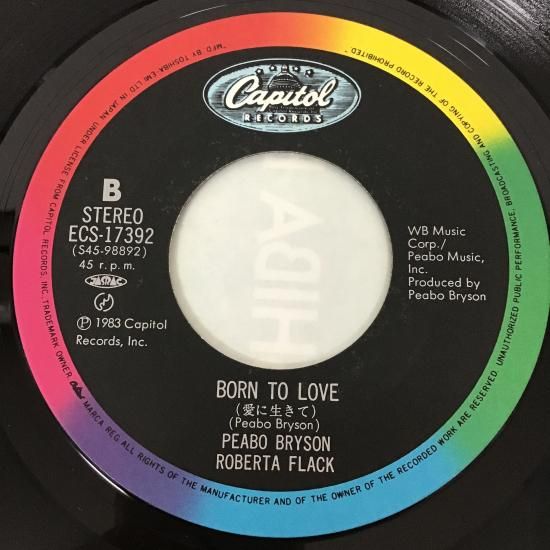 Capitol
RECORDS
"MFD BY TOSHIBA EMI LTD IN JAPAN UNDER LICENSE FROM CAPITOL RECORDS, INC. TRADEMARK OWNER. MARCA REG ALL RIGHTS OF THE MANUFACTURER AND OF THE OWNER OF THE RECORDED WORK ARE RESERVED. UNAUTHORIZED PUBLIC PERFORMANCE, BROADCASTING AND COPYING OF THE RECORD PROHIBITED"
B
STEREO
ECS-17392
(S45-98892)
45 r.p.m.
JASRAC
℗ 1983 Capitol
Records, Inc.
WB Music
Corp./
Peabo Music,
Inc.
Produced by
Peabo Bryson
BORN TO LOVE
(愛に生きて)
(Peabo Bryson)
PEABO BRYSON
ROBERTA FLACK